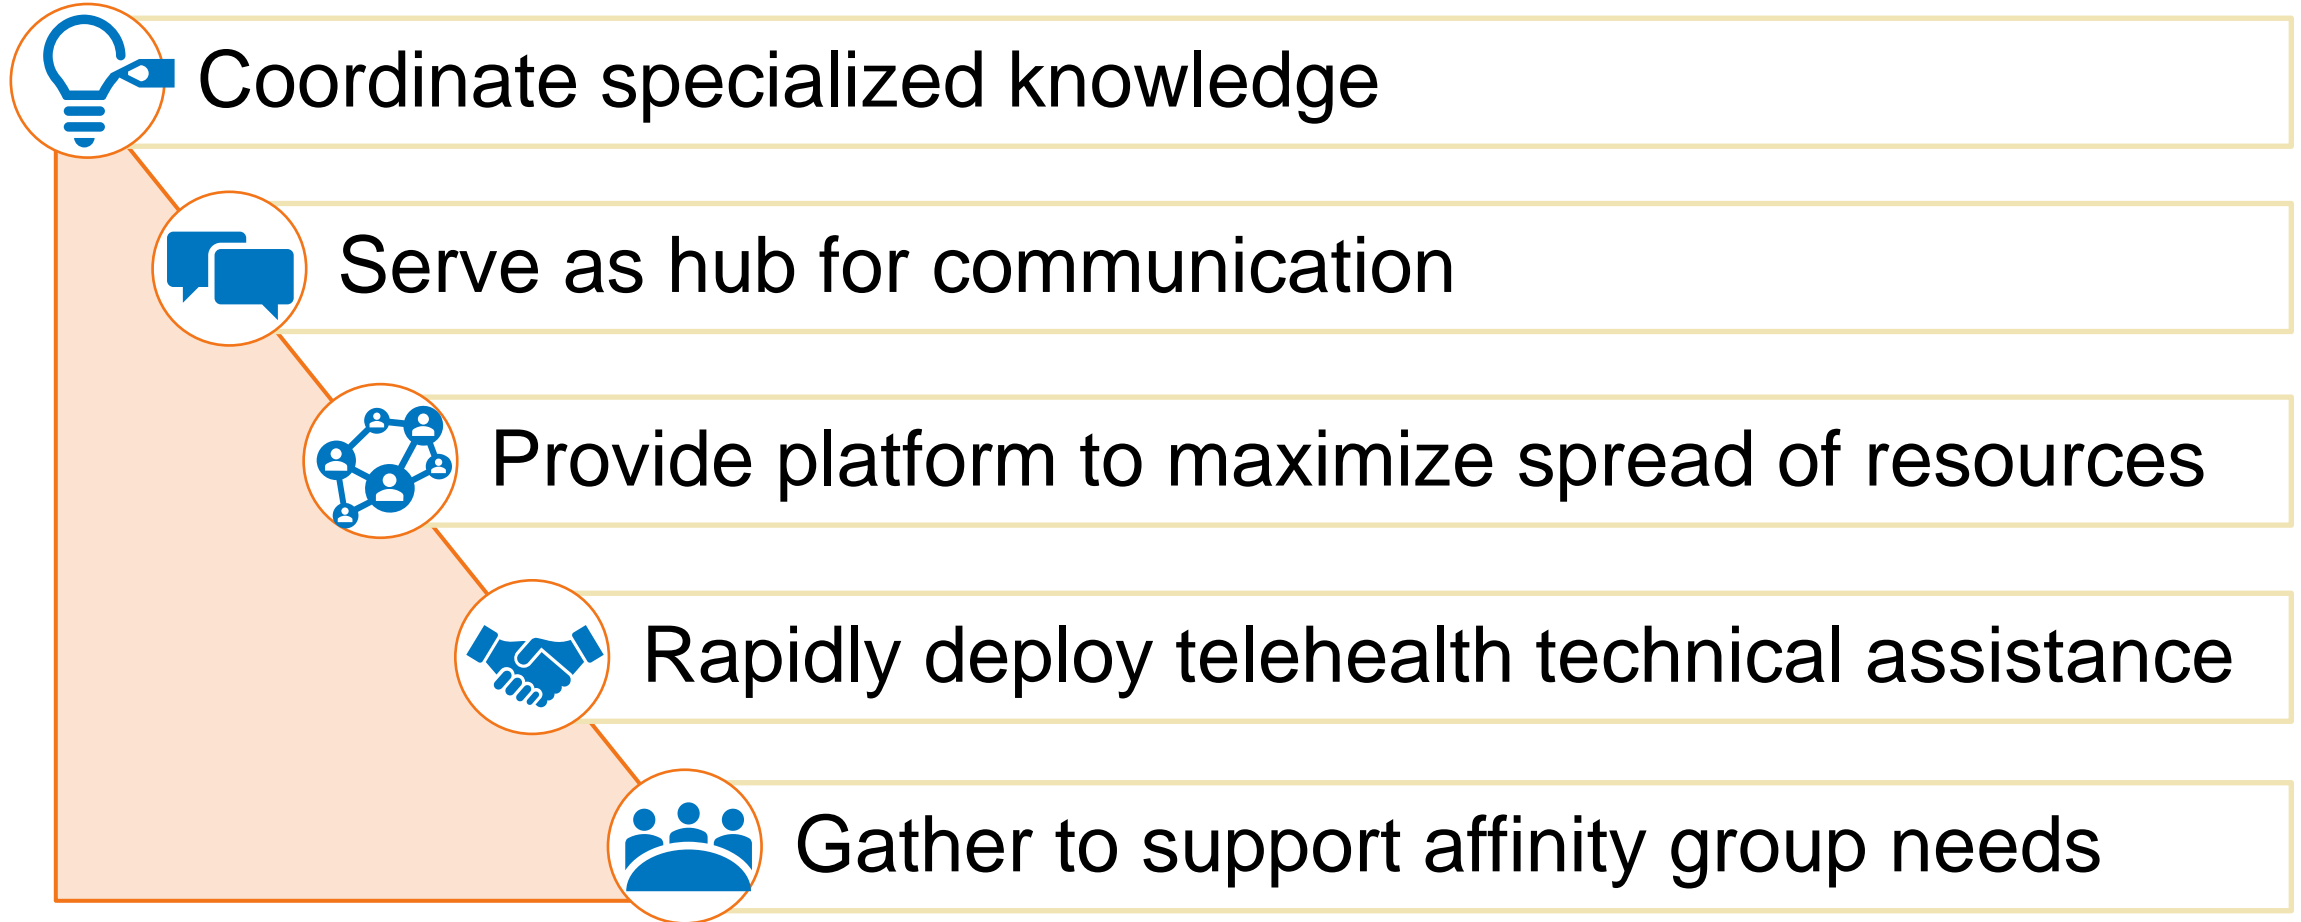 Coordinate specialized knowledge
Serve as hub for communication
Provide platform to maximize spread of resources
Rapidly deploy telehealth technical assistance
Gather to support affinity group needs